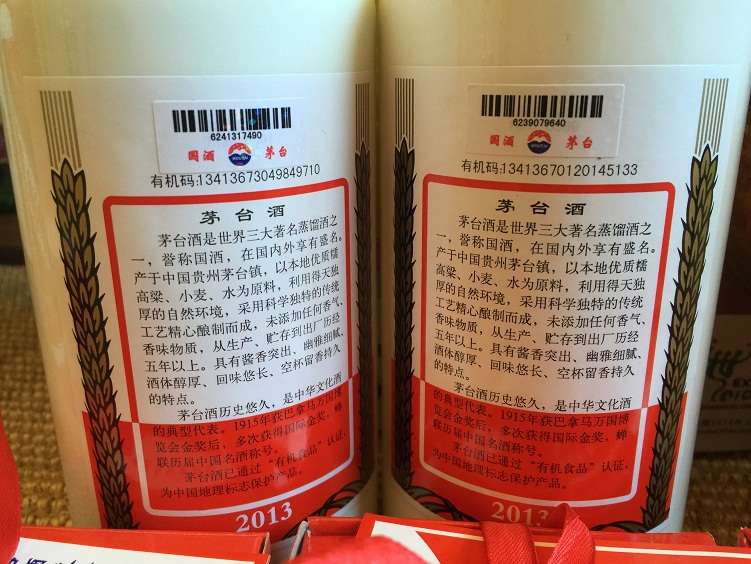 6241317490
国酒 茅台
有机码:13413673049849710
茅台酒
茅台酒是世界三大著名蒸馏酒之
一，誉称国酒，在国内外享有盛名。
产于中国贵州茅台镇，以本地优质糯
高粱、小麦、水为原料，利用得天独
厚的自然环境，采用科学独特的传统
工艺精心酿制而成，未添加任何香气、
香味物质，从生产、贮存到出厂历经
五年以上。具有酱香突出、幽雅细腻、
酒体醇厚、回味悠长、空杯留香持久
的特点。
茅台酒历史悠久，是中华文化酒
的典型代表。1915年获巴拿马万国博
览会金奖后，多次获得国际金奖，蝉
联历届中国名酒称号。
茅台酒已通过“有机食品”认证，
为中国地理标志保护产品。
2013
6239079640
国酒 茅台
有机码:13413670120145133
茅台酒
茅台酒是世界三大著名蒸馏酒之
一，誉称国酒，在国内外享有盛名。
产于中国贵州茅台镇，以本地优质糯
高粱、小麦、水为原料，利用得天独
厚的自然环境，采用科学独特的传统
工艺精心酿制而成，未添加任何香气、
香味物质，从生产、贮存到出厂历经
五年以上。具有酱香突出、幽雅细腻、
酒体醇厚、回味悠长、空杯留香持久
的特点。
茅台酒历史悠久，是中华文化酒
的典型代表。1915年获巴拿马万国博
览会金奖后，多次获得国际金奖，蝉
联历届中国名酒称号。
茅台酒已通过“有机食品”认证，
为中国地理标志保护产品。
2013